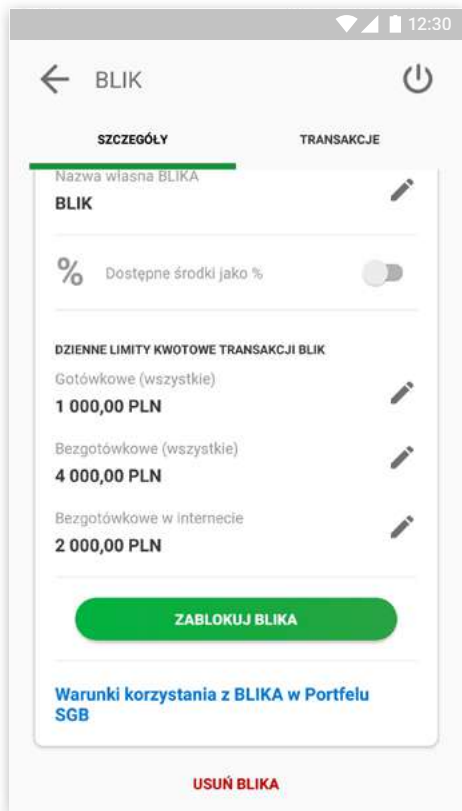 12:30
BLIK
SZCZEGÓŁY
TRANSAKCJE
Nazwa własna BLIKA
BLIK
% Dostępne środki jako %
DZIENNE LIMITY KWOTOWE TRANSAKCJI BLIK
Gotówkowe (wszystkie)
1 000,00 PLN
Bezgotówkowe (wszystkie)
4 000,00 PLN
Bezgotówkowe w internecie
2 000,00 PLN
ZABLOKUJ BLIKA
Warunki korzystania z BLIKA w Portfelu
SGB
USUŃ BLIKA